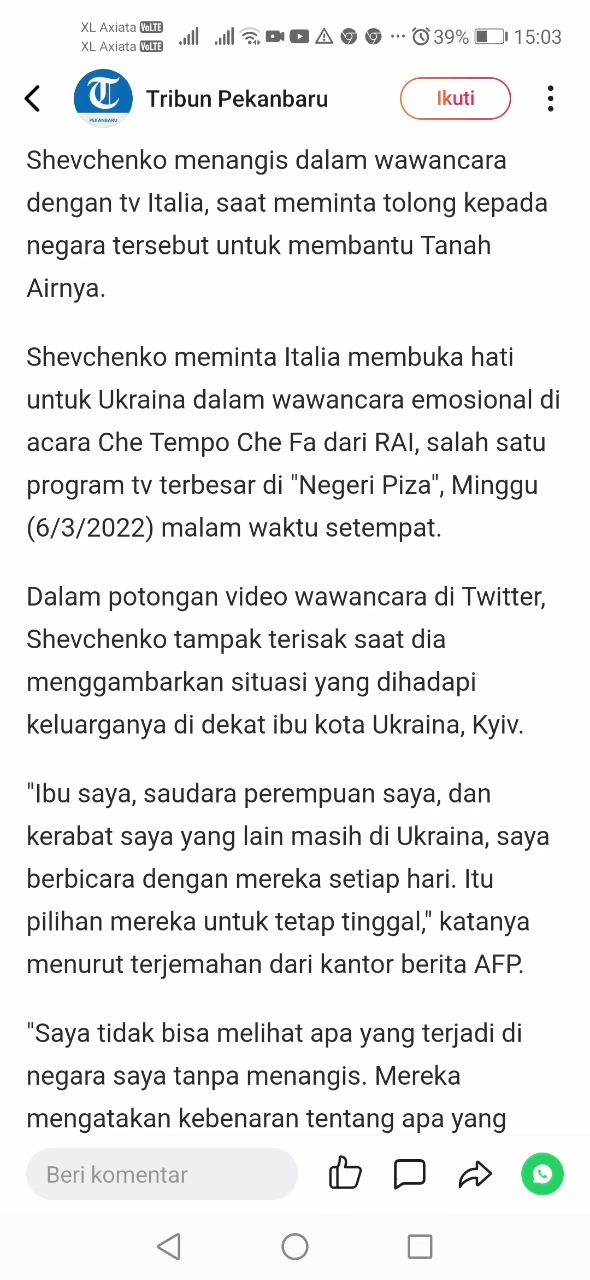 XL Axiata VoLTE
XL Axiata VoLTE
39% 15:03
PEKANBARU
Tribun Pekanbaru
Ikuti
Shevchenko menangis dalam wawancara
dengan tv Italia, saat meminta tolong kepada
negara tersebut untuk membantu Tanah
Airnya.
Shevchenko meminta Italia membuka hati
untuk Ukraina dalam wawancara emosional di
acara Che Tempo Che Fa dari RAI, salah satu
program tv terbesar di "Negeri Piza", Minggu
(6/3/2022) malam waktu setempat.
Dalam potongan video wawancara di Twitter,
Shevchenko tampak terisak saat dia
menggambarkan situasi yang dihadapi
keluarganya di dekat ibu kota Ukraina, Kyiv.
"Ibu saya, saudara perempuan saya, dan
kerabat saya yang lain masih di Ukraina, saya
berbicara dengan mereka setiap hari. Itu
pilihan mereka untuk tetap tinggal," katanya
menurut terjemahan dari kantor berita AFP.
"Saya tidak bisa melihat apa yang terjadi di
negara saya tanpa menangis. Mereka
mengatakan kebenaran tentang apa yang
Beri komentar